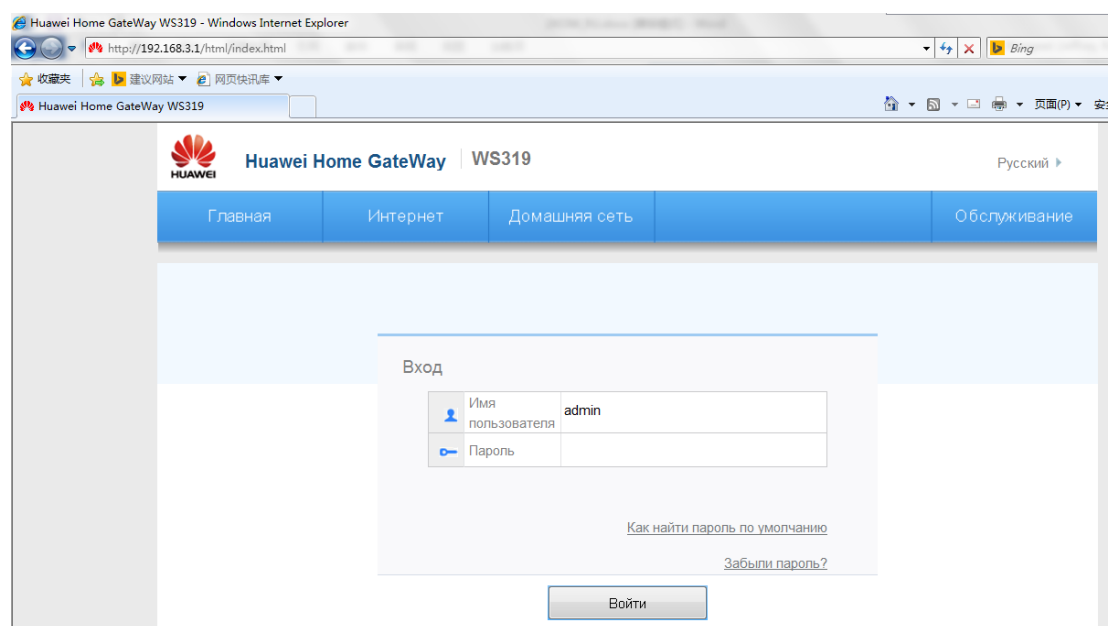 Huawei Home GateWay WS319 - Windows Internet Explorer
http://192.168.3.1/html/index.html
Bing
收藏夹 建议网站 网页快讯库
Huawei Home GateWay WS319
页面(P) 安全
HUAWEI
Huawei Home GateWay WS319
Русский
Главная Интернет Домашняя сеть Обслуживание
Вход
Имя
пользователя
admin
Пароль
Как найти пароль по умолчанию
Забыли пароль?
Войти